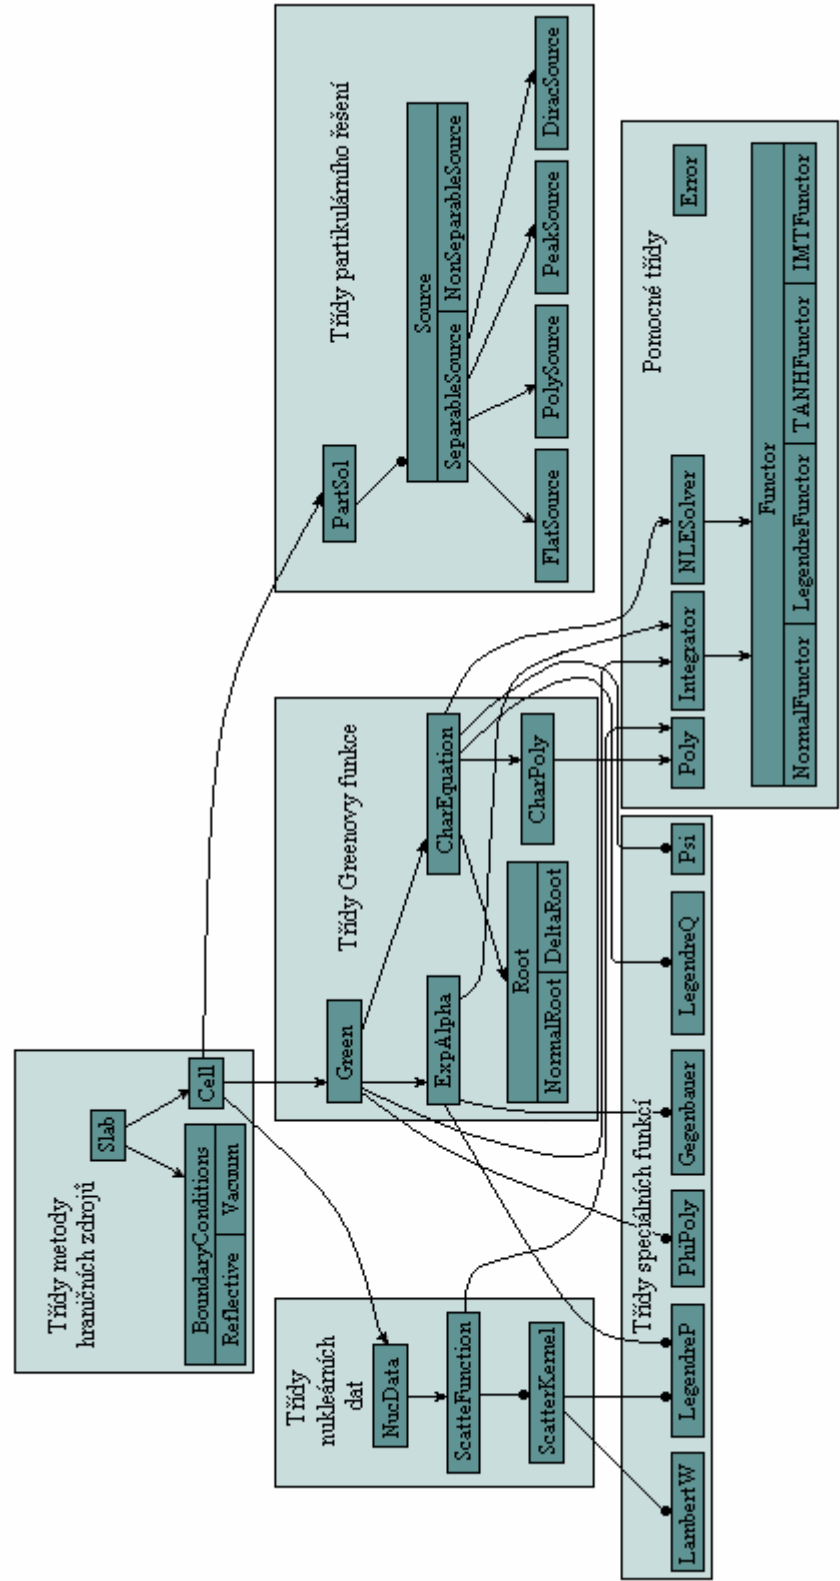 Třídy metody
hraničních zdrojů
Slab
BoundaryConditions
Reflective
Vacuum
Cell
Třídy
nukleárních
dat
NucData
ScatteFunction
ScatterKernel
Třídy Greenovy funkce
Green
ExpAlpha
CharEquation
Root
NormalRoot
DeltaRoot
CharPoly
Třídy partikulárního řešení
PartSol
Source
SeparableSource
NonSeparableSource
FlatSource
PolySource
PeakSource
DiracSource
Třídy speciálních funkcí
LambertW
LegendreP
PhiPoly
Gegenbauer
LegendreQ
Psi
Pomocné třídy
Poly
Integrator
NLESolver
Error
Functor
NormalFunctor
LegendreFunctor
TANHFunctor
IMTFunctor